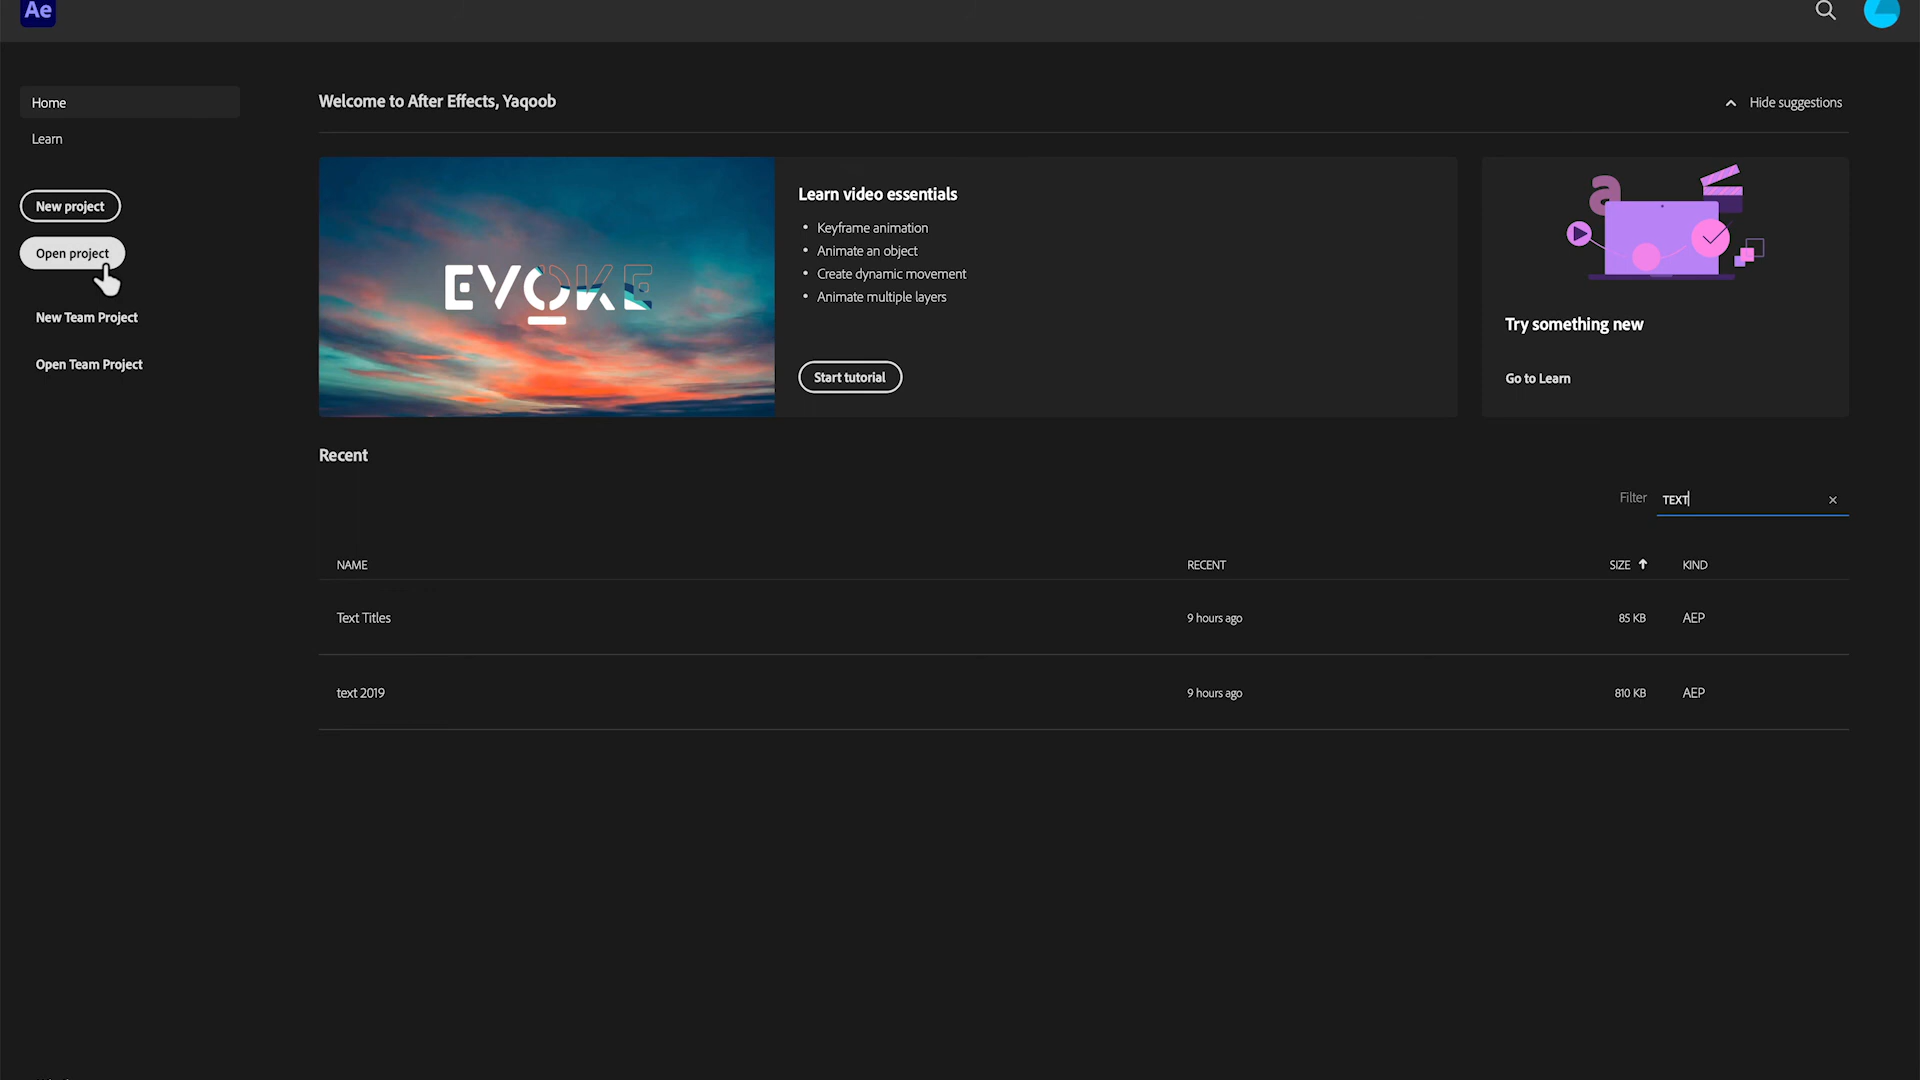 Ae
Home
Learn
New project
Open project
New Team Project
Open Team Project
Welcome to After Effects, Yaqoob
Hide suggestions
EVOKE
Learn video essentials
• Keyframe animation
• Animate an object
• Create dynamic movement
• Animate multiple layers
Start tutorial
a
Try something new
Go to Learn
Recent
Filter TEXT
NAME RECENT SIZE KIND
Text Titles 9 hours ago 85 KB AEP
text 2019 9 hours ago 810 KB AEP